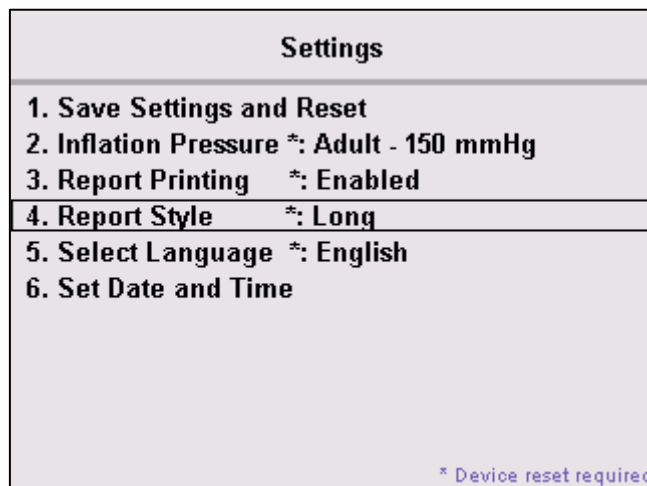 Settings
1. Save Settings and Reset
2. Inflation Pressure *: Adult - 150 mmHg
3. Report Printing *: Enabled
4. Report Style *: Long
5. Select Language *: English
6. Set Date and Time
* Device reset required